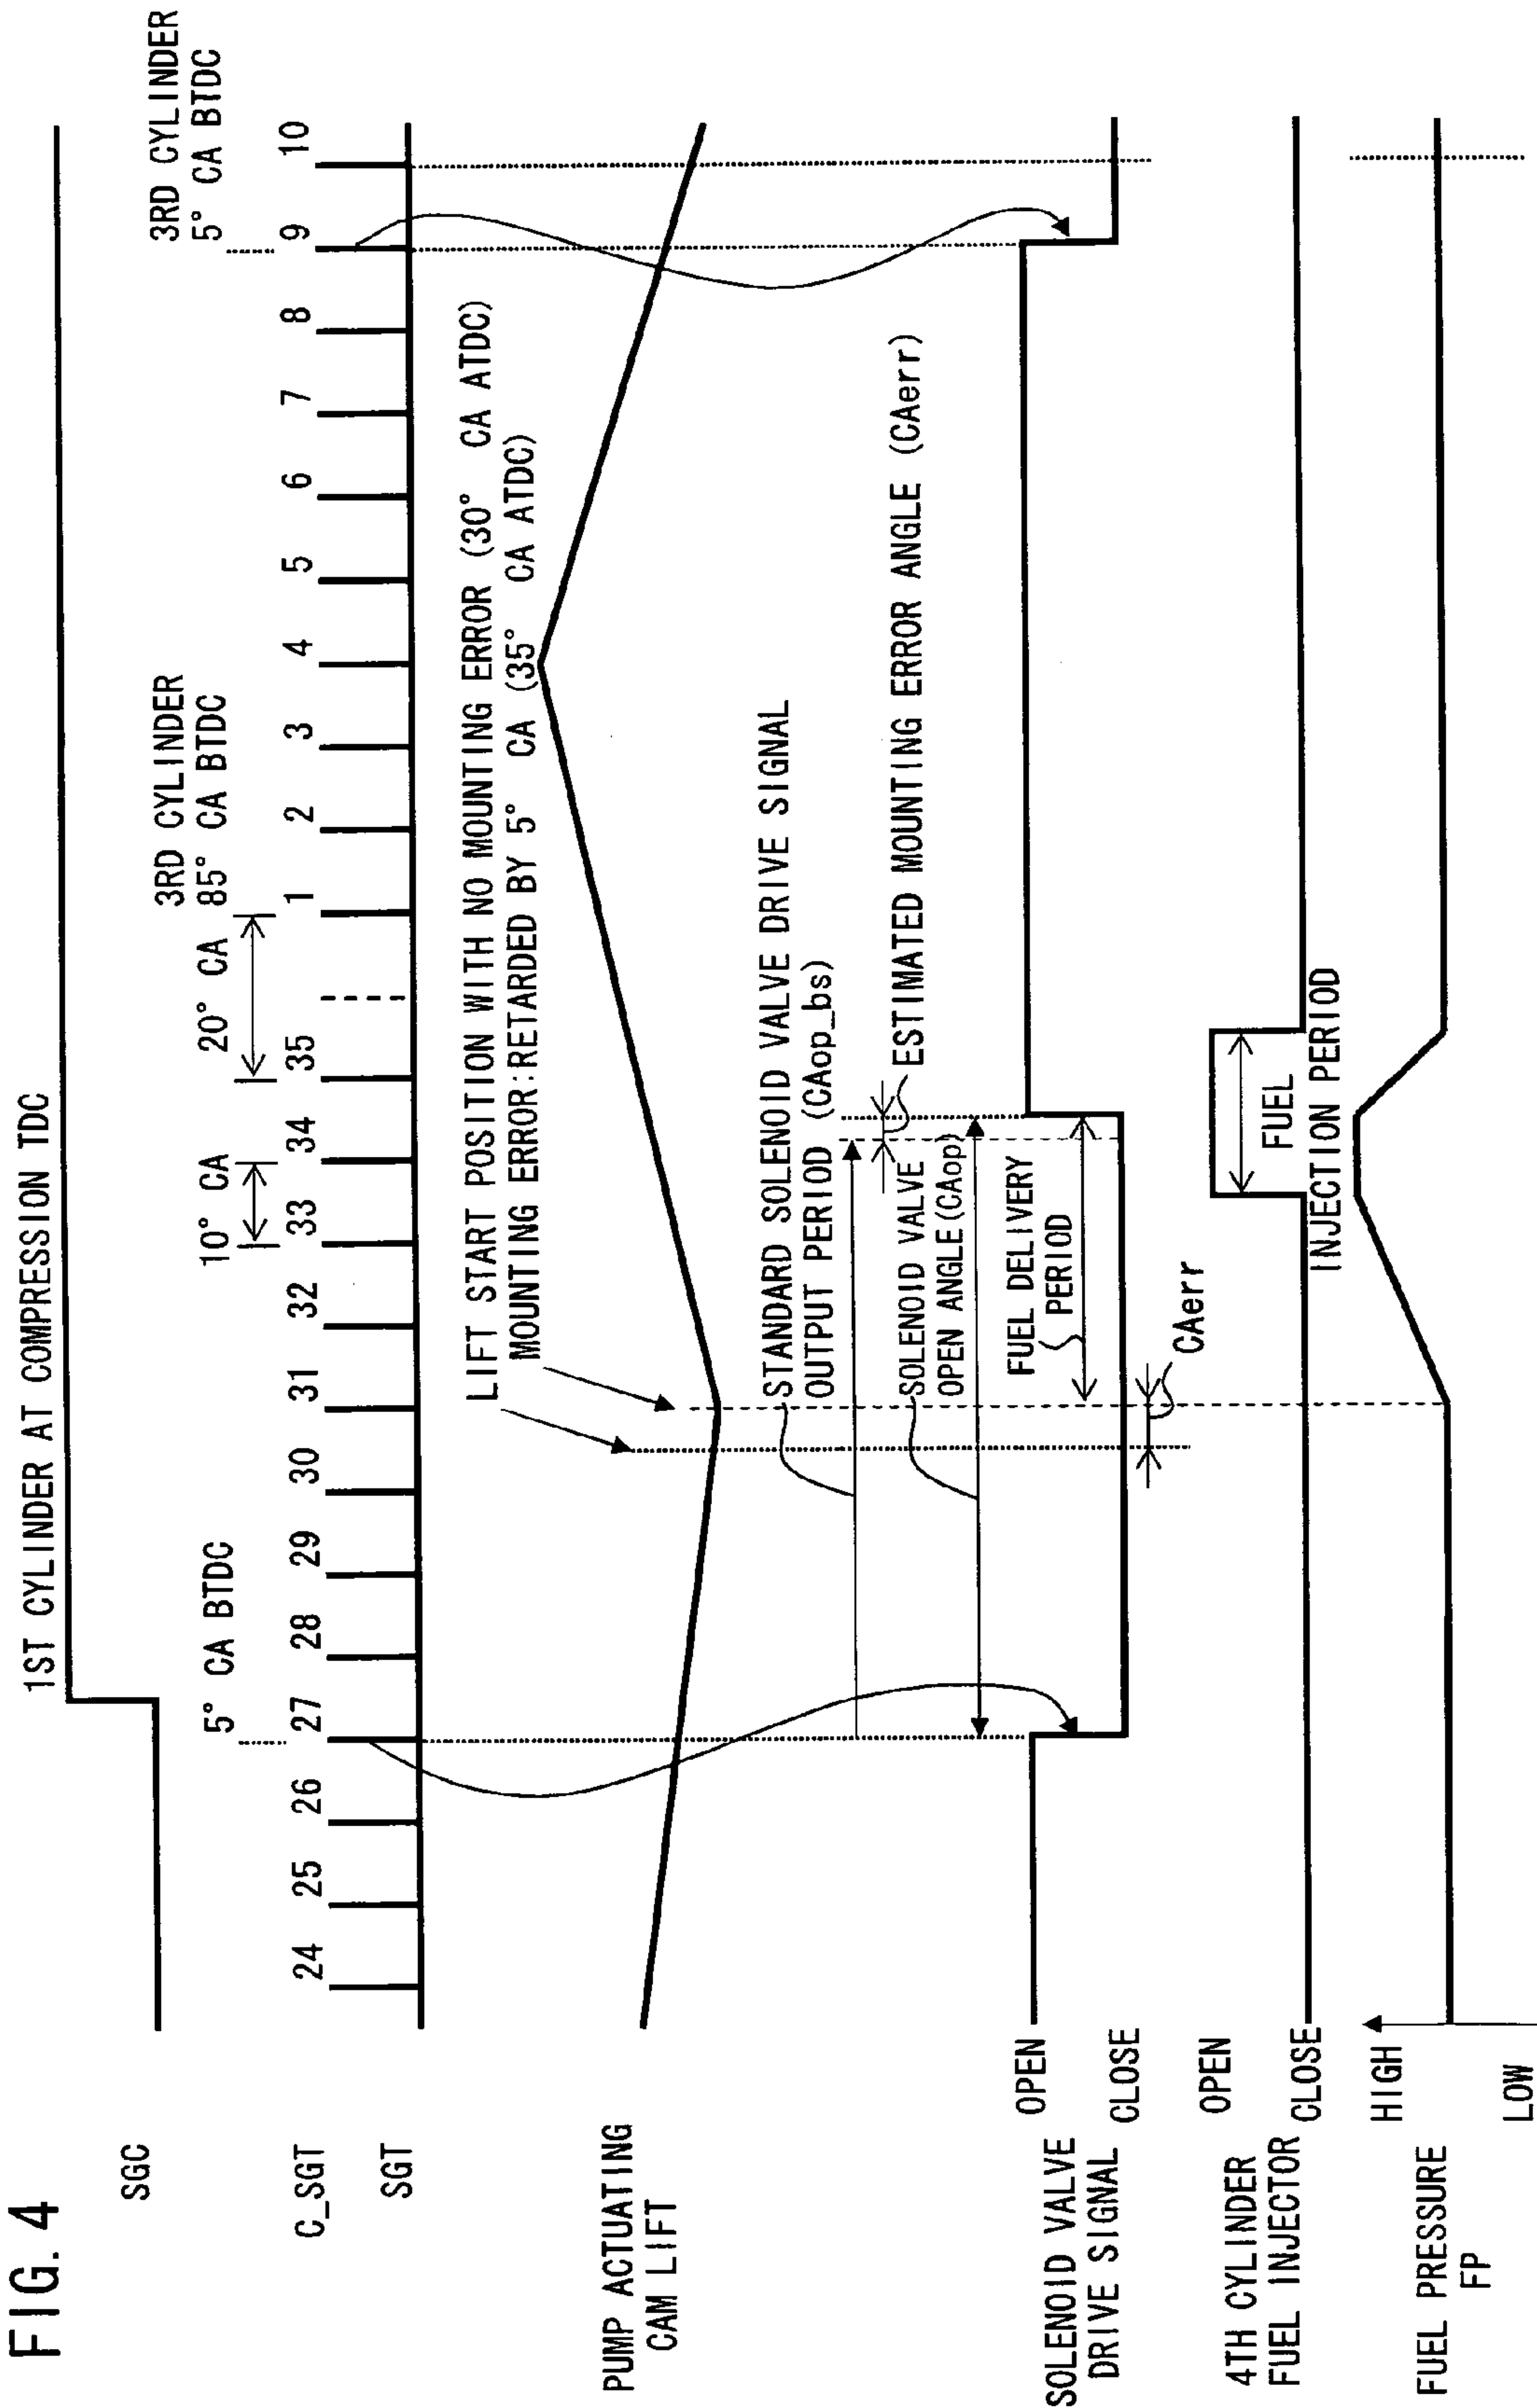 FIG. 4
1ST CYLINDER AT COMPRESSION TDC
SGC
3RD CYLINDER
5° CA BTDC
3RD CYLINDER
85° CA BTDC
5° CA BTDC
10° CA
20° CA
C_SGT
24 25 26 27 28 29 30 31 32 33 34 35 1 2 3 4 5 6 7 8 9 10
SGT
LIFT START POSITION WITH NO MOUNTING ERROR (30° CA ATDC)
MOUNTING ERROR:RETARDED BY 5° CA (35° CA ATDC)
PUMP ACTUATING
CAM LIFT
STANDARD SOLENOID VALVE DRIVE SIGNAL
OUTPUT PERIOD (CAop_bs)
ESTIMATED MOUNTING ERROR ANGLE (CAerr)
SOLENOID VALVE
OPEN ANGLE(CAop)
FUEL DELIVERY
PERIOD
CAerr
SOLENOID VALVE
DRIVE SIGNAL
OPEN
CLOSE
4TH CYLINDER
FUEL INJECTOR
OPEN
CLOSE
FUEL
INJECTION PERIOD
FUEL PRESSURE
FP
HIGH
LOW